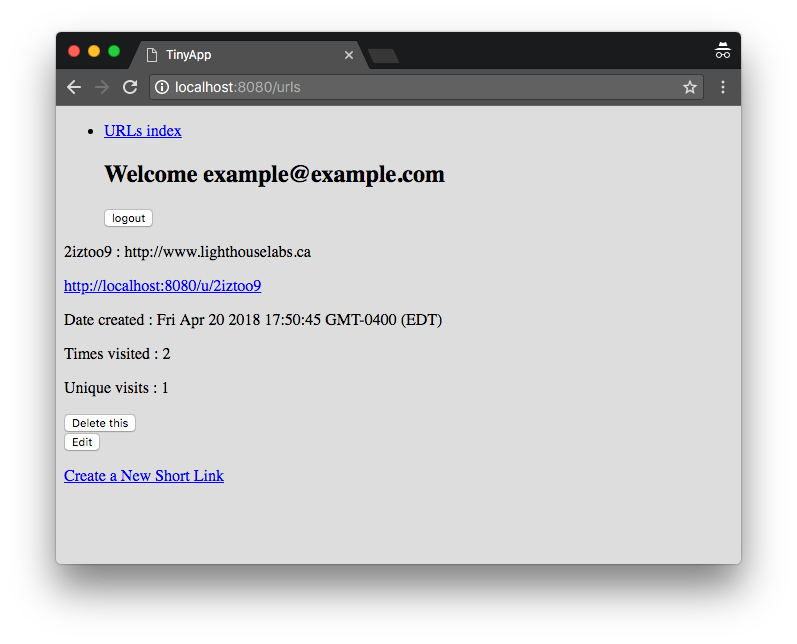 TinyApp
localhost:8080/urls
URLs index
Welcome example@example.com
logout
2iztoo9 : http://www.lighthouselabs.ca
http://localhost:8080/u/2iztoo9
Date created : Fri Apr 20 2018 17:50:45 GMT-0400 (EDT)
Times visited : 2
Unique visits : 1
Delete this
Edit
Create a New Short Link